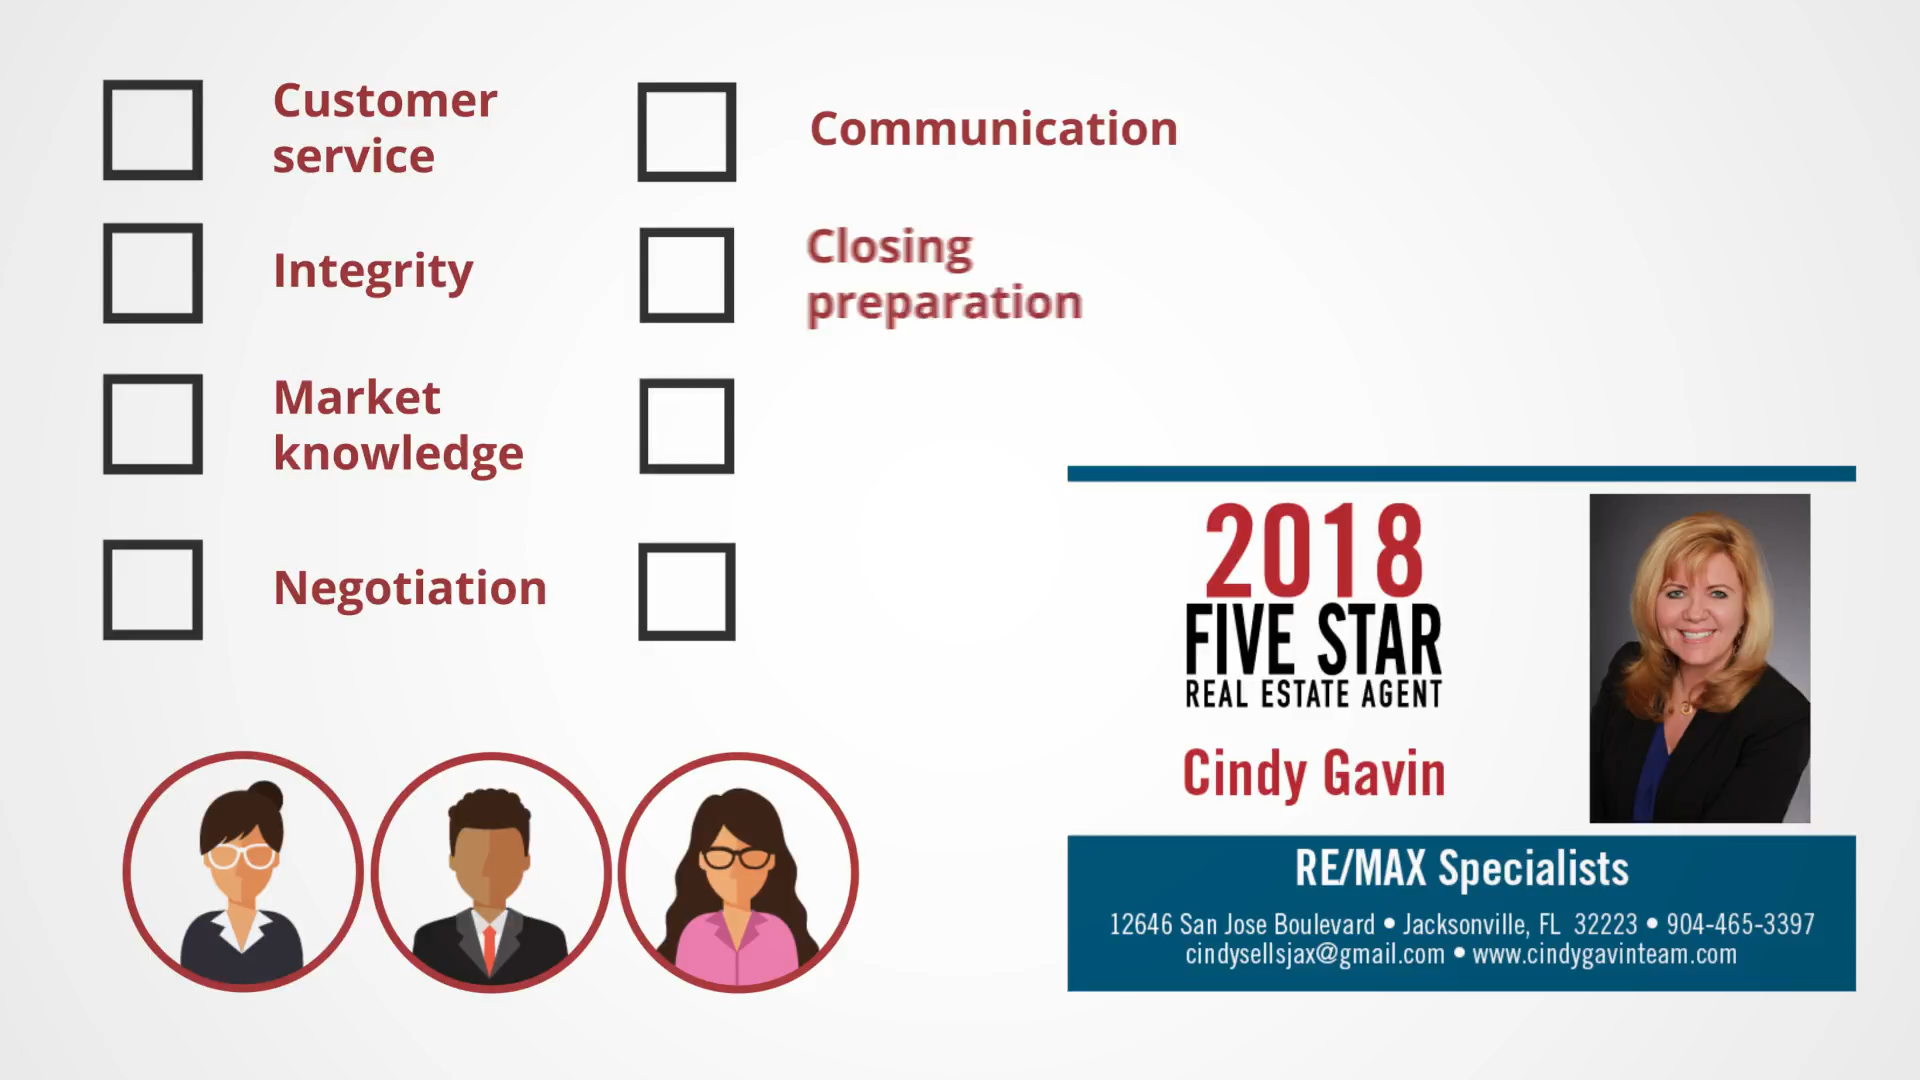 Customer
service
Integrity
Market
knowledge
Negotiation
Communication
Closing
preparation
2018
FIVE STAR
REAL ESTATE AGENT
Cindy Gavin
RE/MAX Specialists
12646 San Jose Boulevard • Jacksonville, FL 32223 • 904-465-3397
cindysellsjax@gmail.com • www.cindygavinteam.com